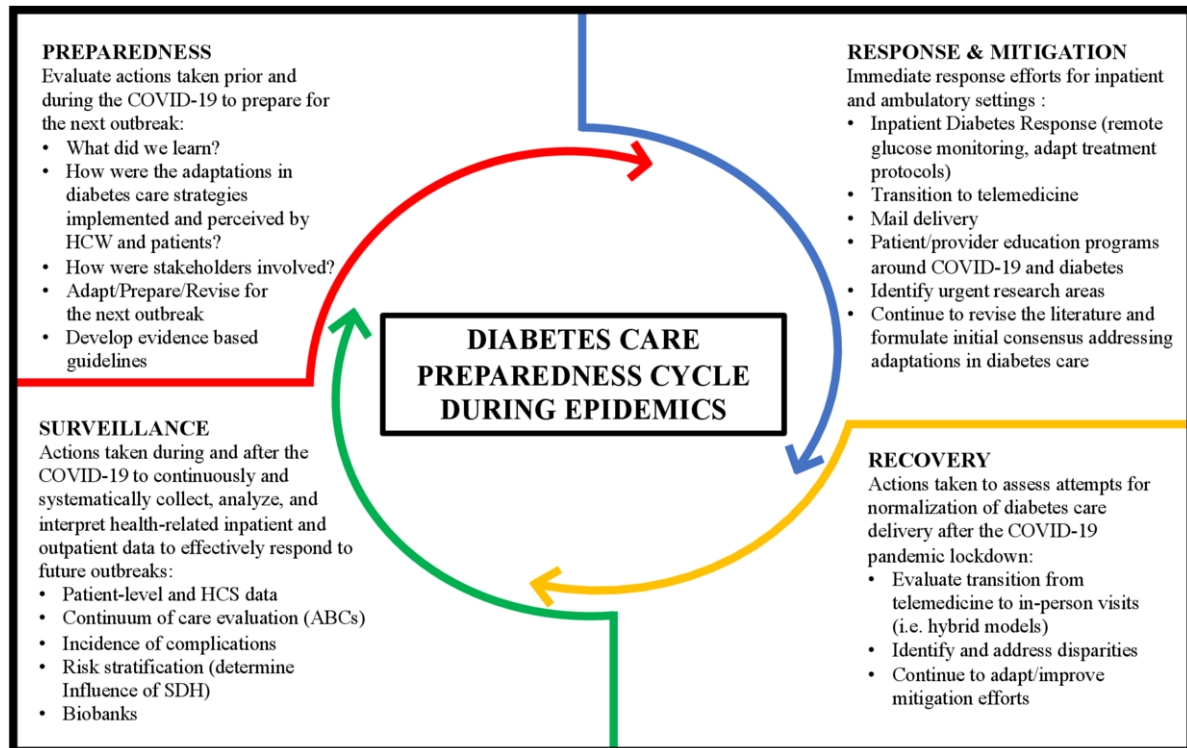 PREPAREDNESS
Evaluate actions taken prior and
during the COVID-19 to prepare for
the next outbreak:
• What did we learn?
• How were the adaptations in
diabetes care strategies
implemented and perceived by
HCW and patients?
• How were stakeholders involved?
• Adapt/Prepare/Revise for
the next outbreak
• Develop evidence based
guidelines
RESPONSE & MITIGATION
Immediate response efforts for inpatient
and ambulatory settings :
• Inpatient Diabetes Response (remote
glucose monitoring, adapt treatment
protocols)
• Transition to telemedicine
• Mail delivery
• Patient/provider education programs
around COVID-19 and diabetes
• Identify urgent research areas
• Continue to revise the literature and
formulate initial consensus addressing
adaptations in diabetes care
DIABETES CARE
PREPAREDNESS CYCLE
DURING EPIDEMICS
SURVEILLANCE
Actions taken during and after the
COVID-19 to continuously and
systematically collect, analyze, and
interpret health-related inpatient and
outpatient data to effectively respond to
future outbreaks:
• Patient-level and HCS data
• Continuum of care evaluation (ABCs)
• Incidence of complications
• Risk stratification (determine
Influence of SDH)
• Biobanks
RECOVERY
Actions taken to assess attempts for
normalization of diabetes care
delivery after the COVID-19
pandemic lockdown:
• Evaluate transition from
telemedicine to in-person visits
(i.e. hybrid models)
• Identify and address disparities
• Continue to adapt/improve
mitigation efforts